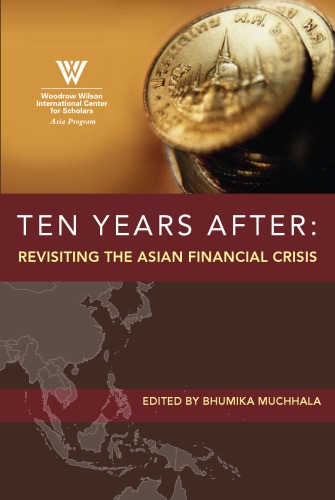 Woodrow Wilson
International Center
for Scholars
Asia Program
TEN YEARS AFTER:
REVISITING THE ASIAN FINANCIAL CRISIS
EDITED BY BHUMIKA MUCHHALA